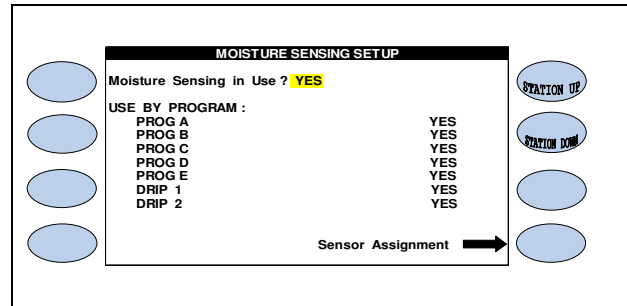 MOISTURE SENSING SETUP
Moisture Sensing in Use ? YES
STATION UP
USE BY PROGRAM :
PROG A YES
PROG B YES
STATION DOWN
PROG C YES
PROG D YES
PROG E YES
DRIP 1 YES
DRIP 2 YES
Sensor Assignment